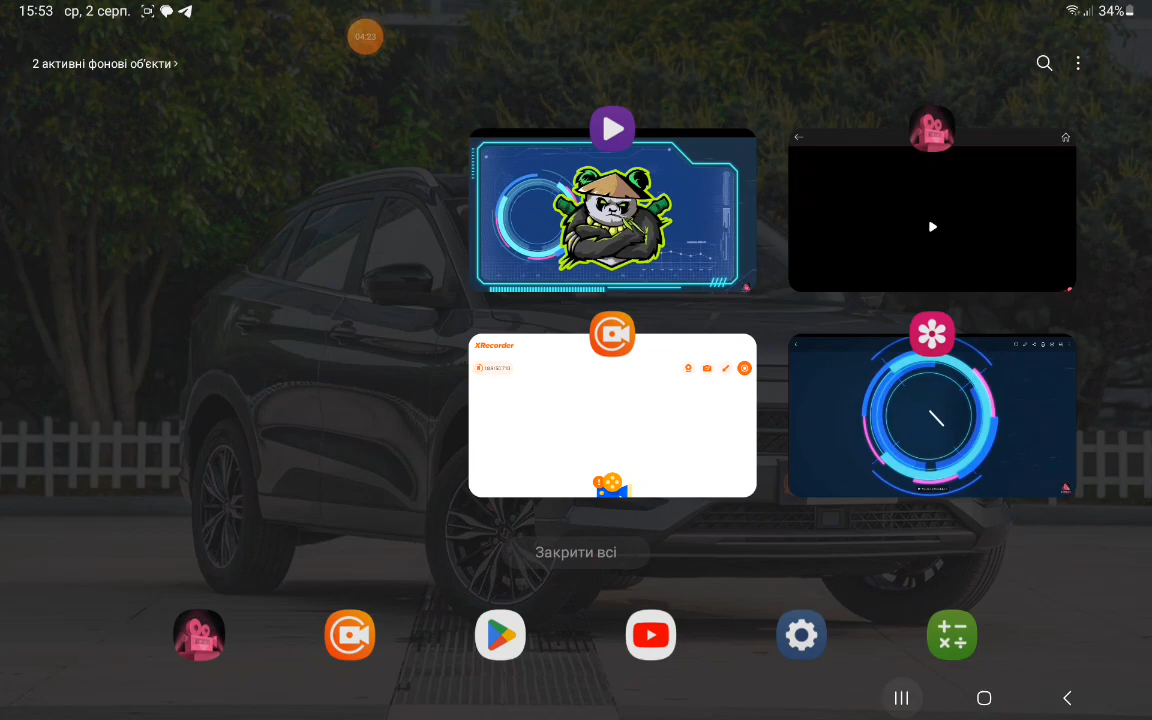 15:53 ср, 2 серп.
34%
04:23
2 активні фонові об'єкти
XRecorder
Закрити всі